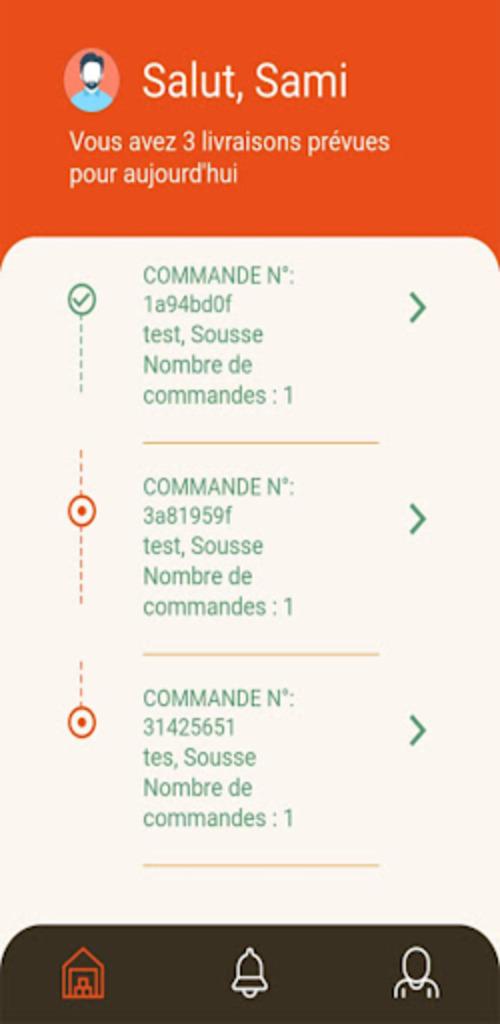 Salut, Sami
Vous avez 3 livraisons prévues
pour aujourd'hui
COMMANDE N°:
1a94bd0f
test, Sousse
Nombre de
commandes : 1
COMMANDE N°:
3a81959f
test, Sousse
Nombre de
commandes : 1
COMMANDE N°:
31425651
tes, Sousse
Nombre de
commandes : 1